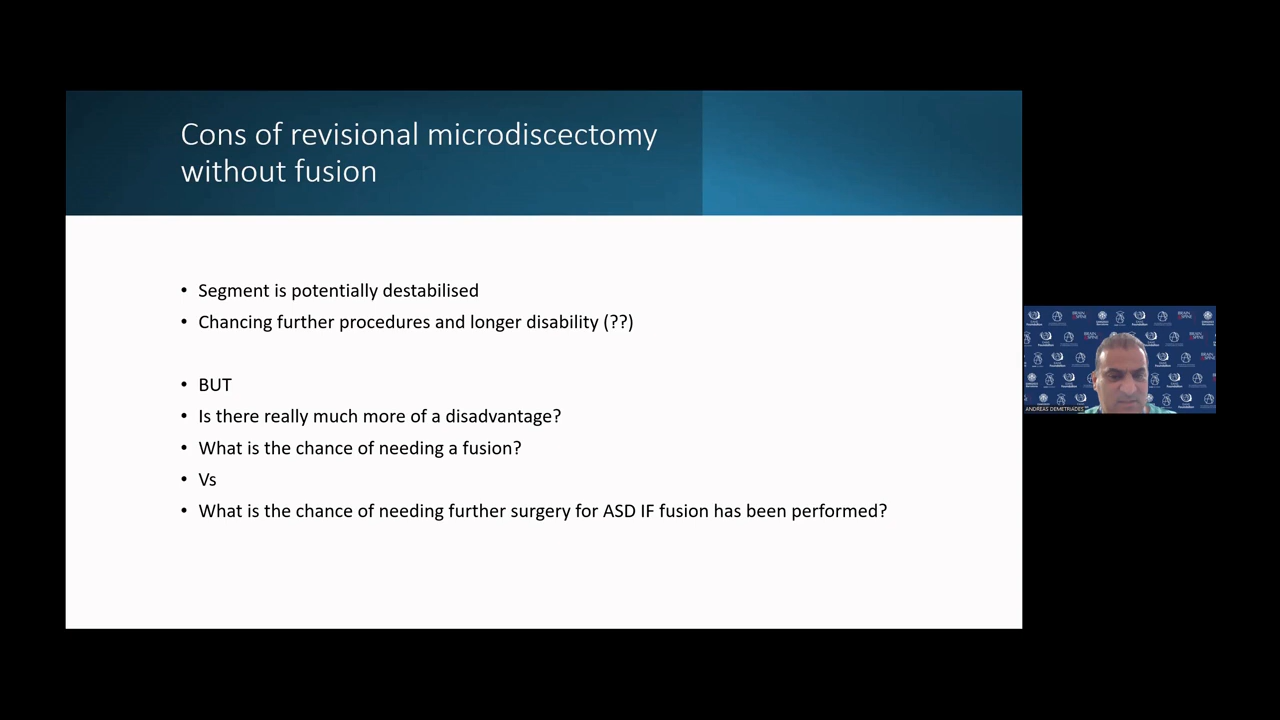 Cons of revisional microdiscectomy
without fusion
• Segment is potentially destabilised
• Chancing further procedures and longer disability (??)
• BUT
• Is there really much more of a disadvantage?
• What is the chance of needing a fusion?
• Vs
• What is the chance of needing further surgery for ASD IF fusion has been performed?
ANDREAS DEMETRIADES